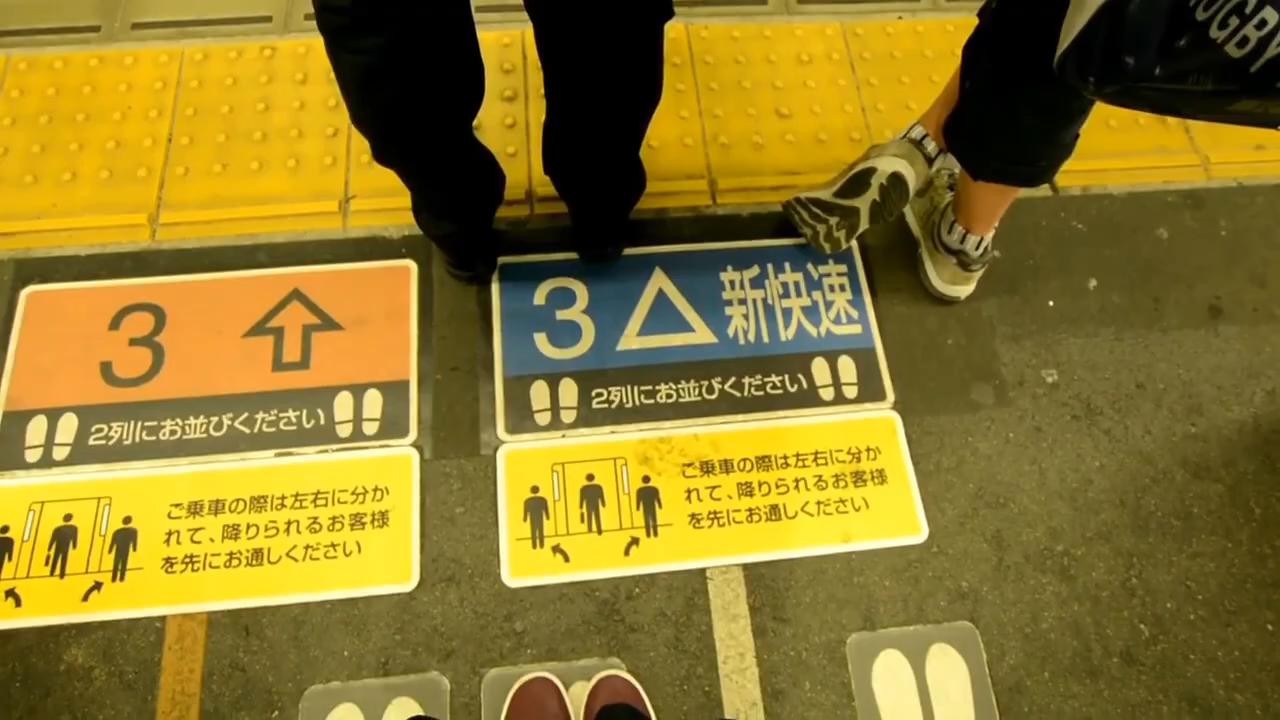 RUGBY
3
2列にお並びください
ご乗車の際は左右に分か
れて、降りられるお客様
を先にお通しください
3 △ 新快速
2列にお並びください
ご乗車の際は左右に分か
れて、降りられるお客様
を先にお通しください